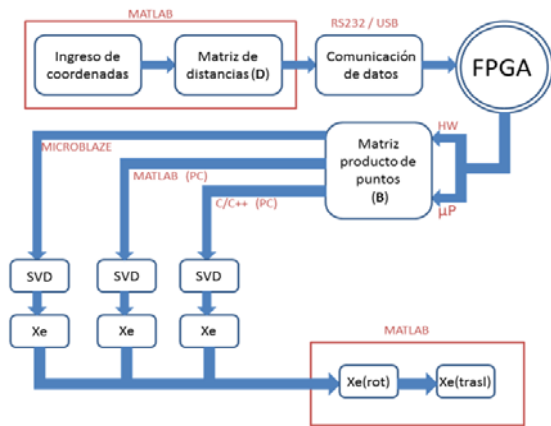 MATLAB
RS232 / USB
Ingreso de
coordenadas
Matriz de
distancias (D)
Comunicación
de datos
FPGA
HW
μP
Matriz
producto de
puntos
(B)
MICROBLAZE
MATLAB (PC)
C/C++ (PC)
SVD
SVD
SVD
Xe
Xe
Xe
MATLAB
Xe(rot)
Xe(trasl)